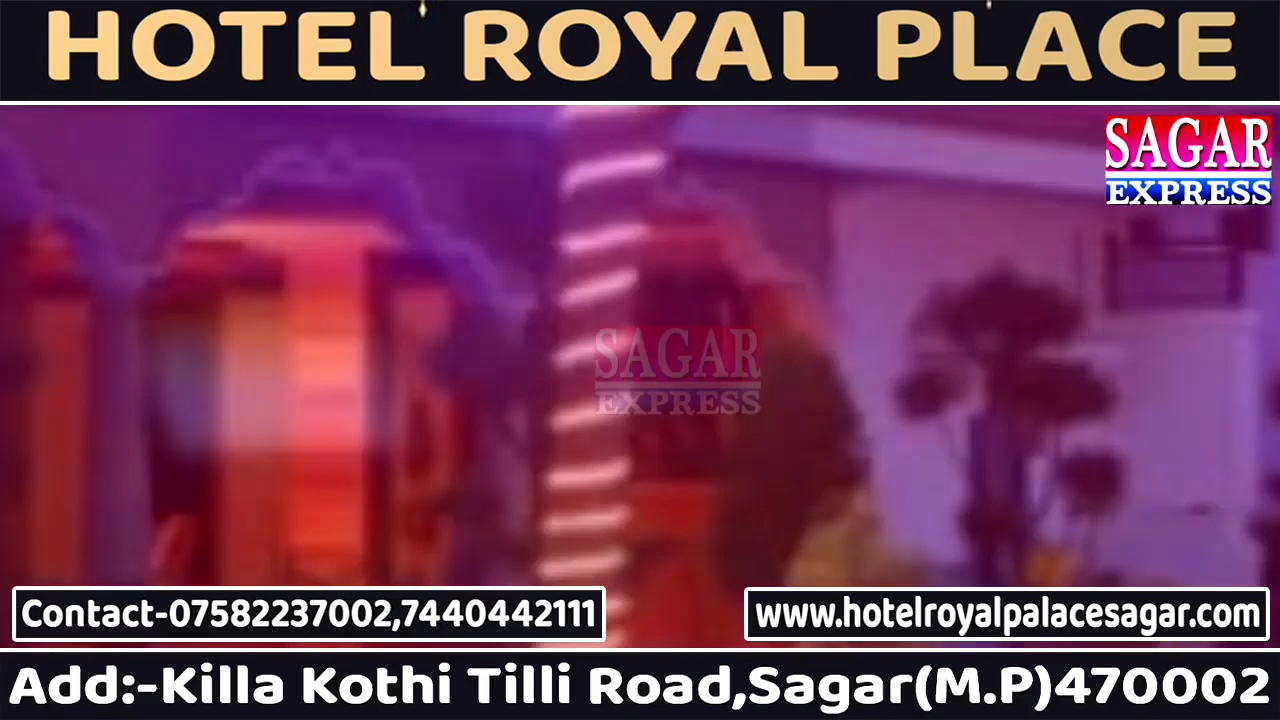 HOTEL ROYAL PLACE
SAGAR
EXPRESS
SAGAR
EXPRESS
Contact-07582237002,7440442111
www.hotelroyalpalacesagar.com
Add:-Killa Kothi Tilli Road,Sagar(M.P)470002